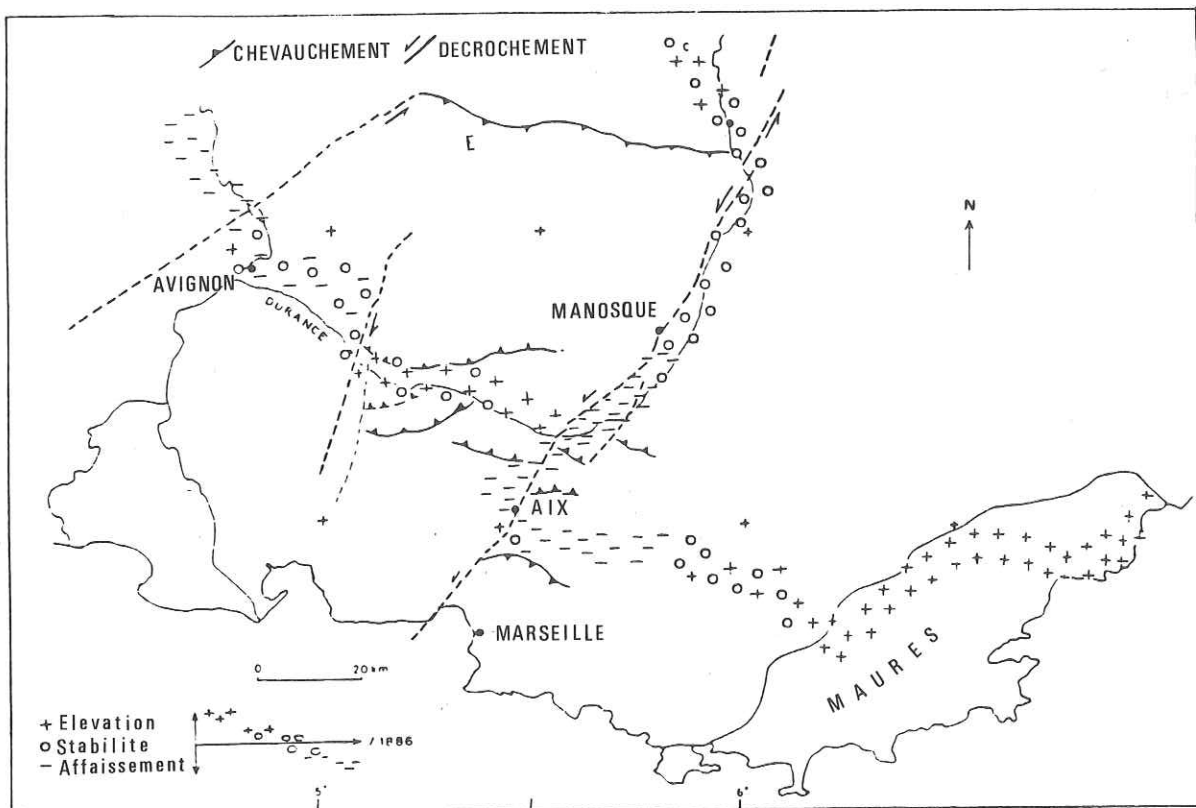 CHEVAUCHEMENT DECROCHEMENT
C
E
N
AVIGNON
DURANCE
MANOSQUE
AIX
MARSEILLE
MAURES
0 20 km
+ Elevation
o Stabilite
- Affaissement
/ 1886
5°
6°